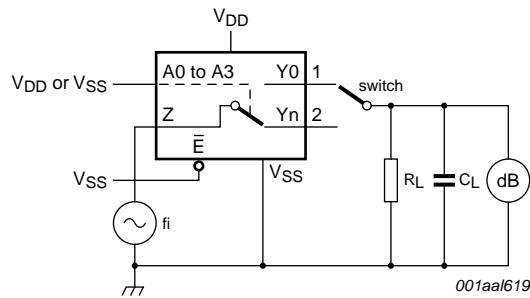 VDD
VDD or VSS
A0 to A3
Y0
1
switch
Z
Yn
2
E̅
VSS
VSS
RL
CL
dB
fi
001aal619